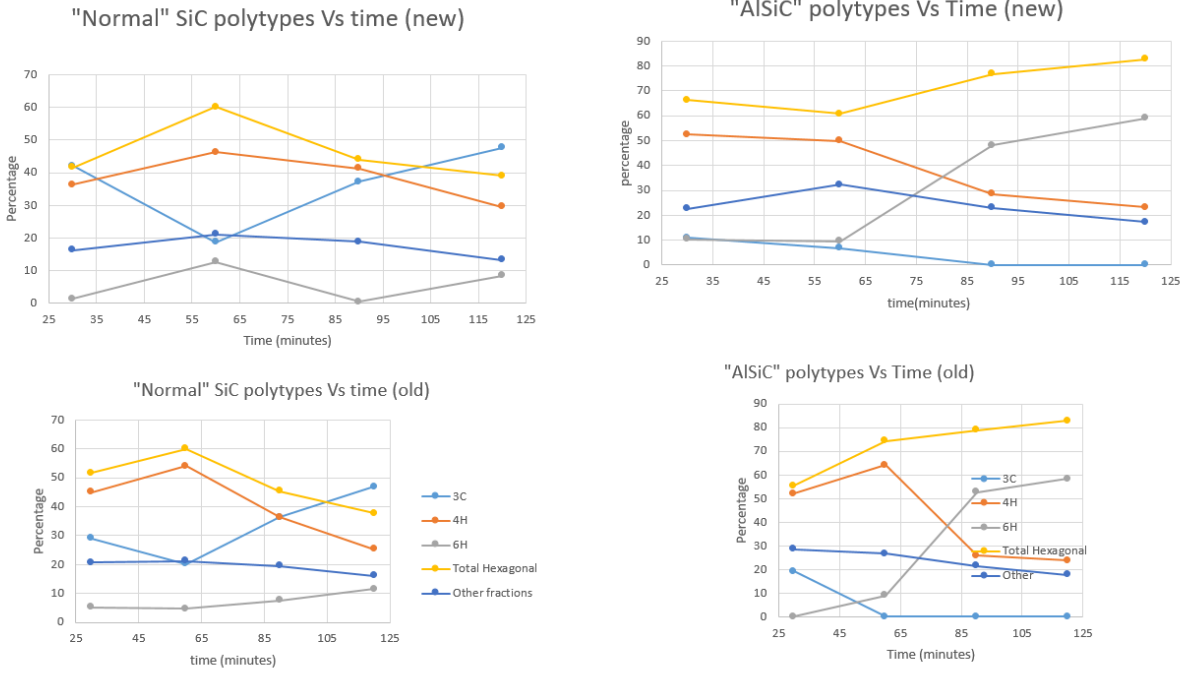 "Normal" SiC polytypes Vs time (new)
70
60
50
40
30
20
10
0
Percentage
25 35 45 55 65 75 85 95 105 115 125
Time (minutes)
"AlSiC" polytypes Vs Time (new)
90
80
70
60
50
40
30
20
10
0
percentage
25 35 45 55 65 75 85 95 105 115 125
time(minutes)
"Normal" SiC polytypes Vs time (old)
70
60
50
40
30
20
10
0
Percentage
25 45 65 85 105 125
time (minutes)
3C
4H
6H
Total Hexagonal
Other fractions
"AlSiC" polytypes Vs Time (old)
90
80
70
60
50
40
30
20
10
0
Percentage
25 45 65 85 105 125
Time (minutes)
3C
4H
6H
Total Hexagonal
Other